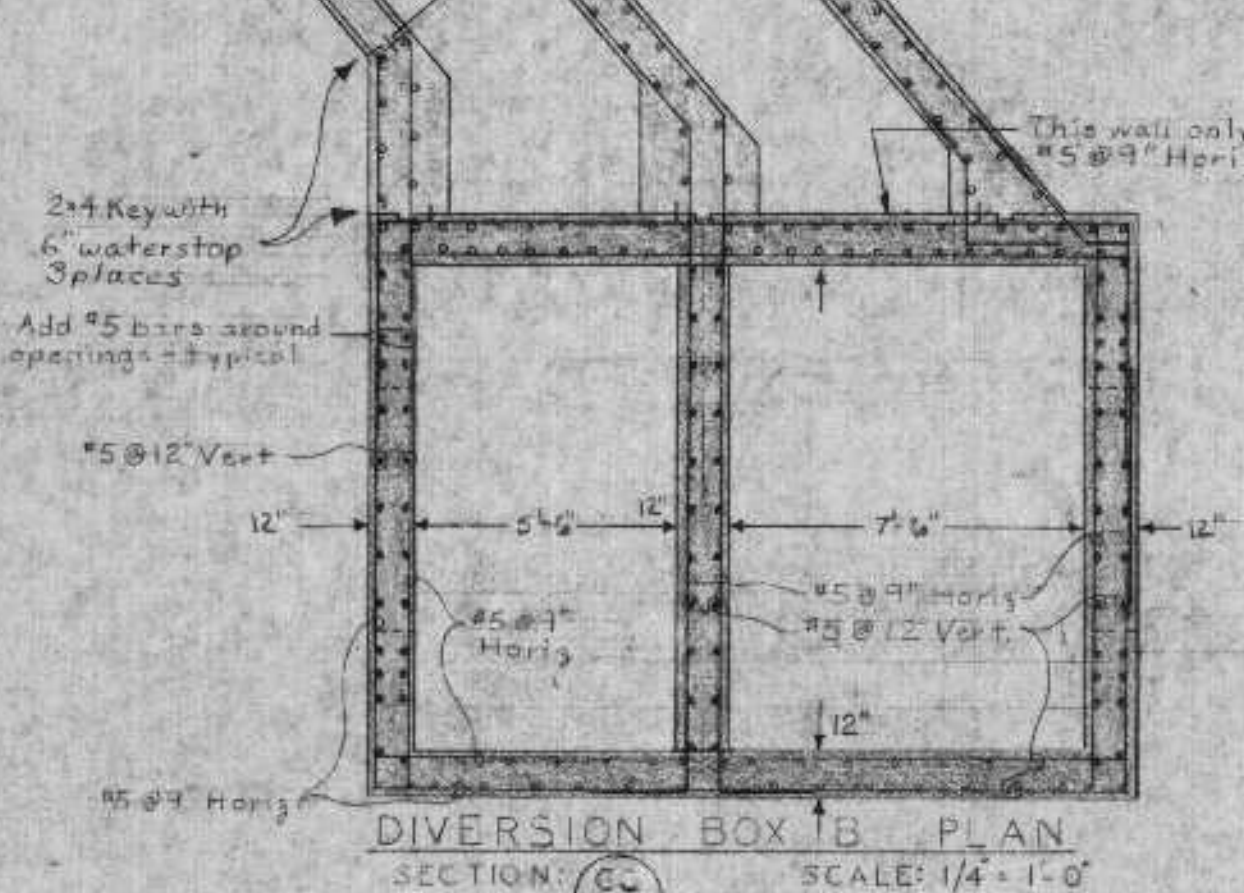 This wall only
#5 @ 9" Hori
2x4 Key with
6" waterstop
3 places
Add #5 bars around
openings - typical
#5 @ 12" Vert
12"
5'-6"
12"
7'-6"
12"
#5 @ 9"
Horiz
#5 @ 9" Horiz
#5 @ 12" Vert.
12"
#5 @ 9" Horiz
DIVERSION BOX B PLAN
SECTION: CC
SCALE: 1/4" = 1'-0"